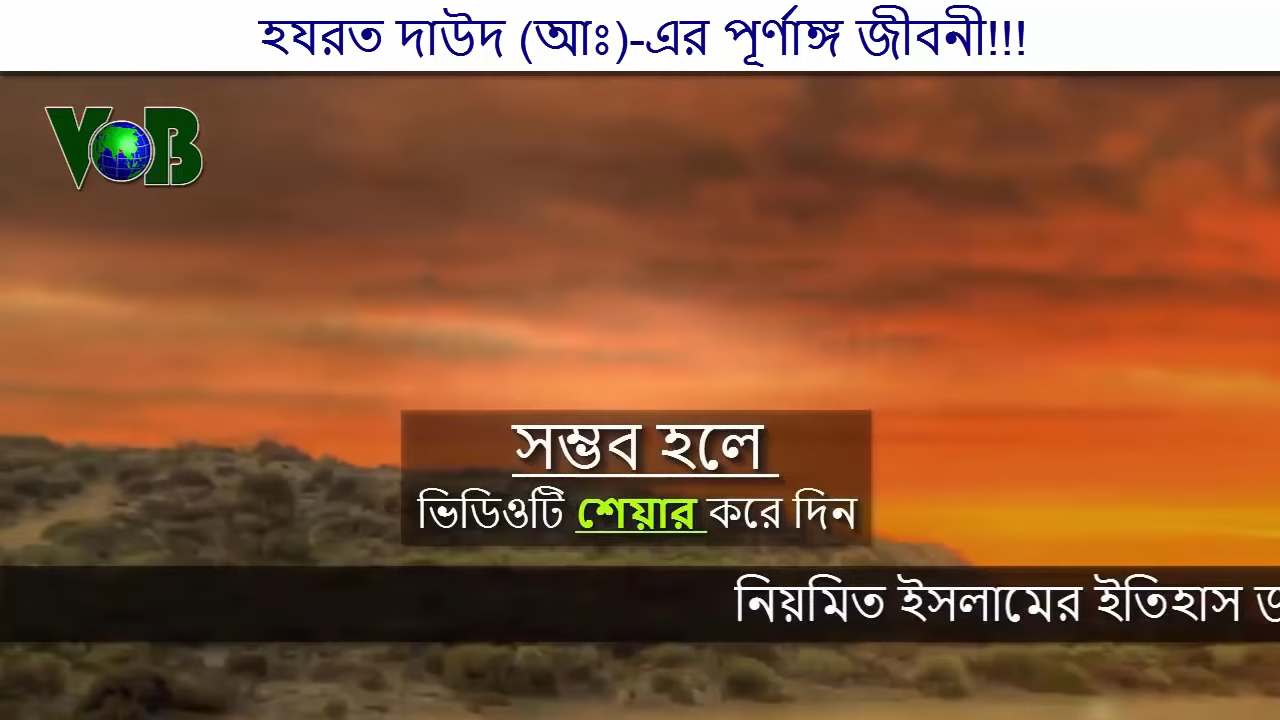 হযরত দাউদ (আঃ)-এর পূর্ণাঙ্গ জীবনী!!!
VOB
সম্ভব হলে
ভিডিওটি শেয়ার করে দিন
নিয়মিত ইসলামের ইতিহাস